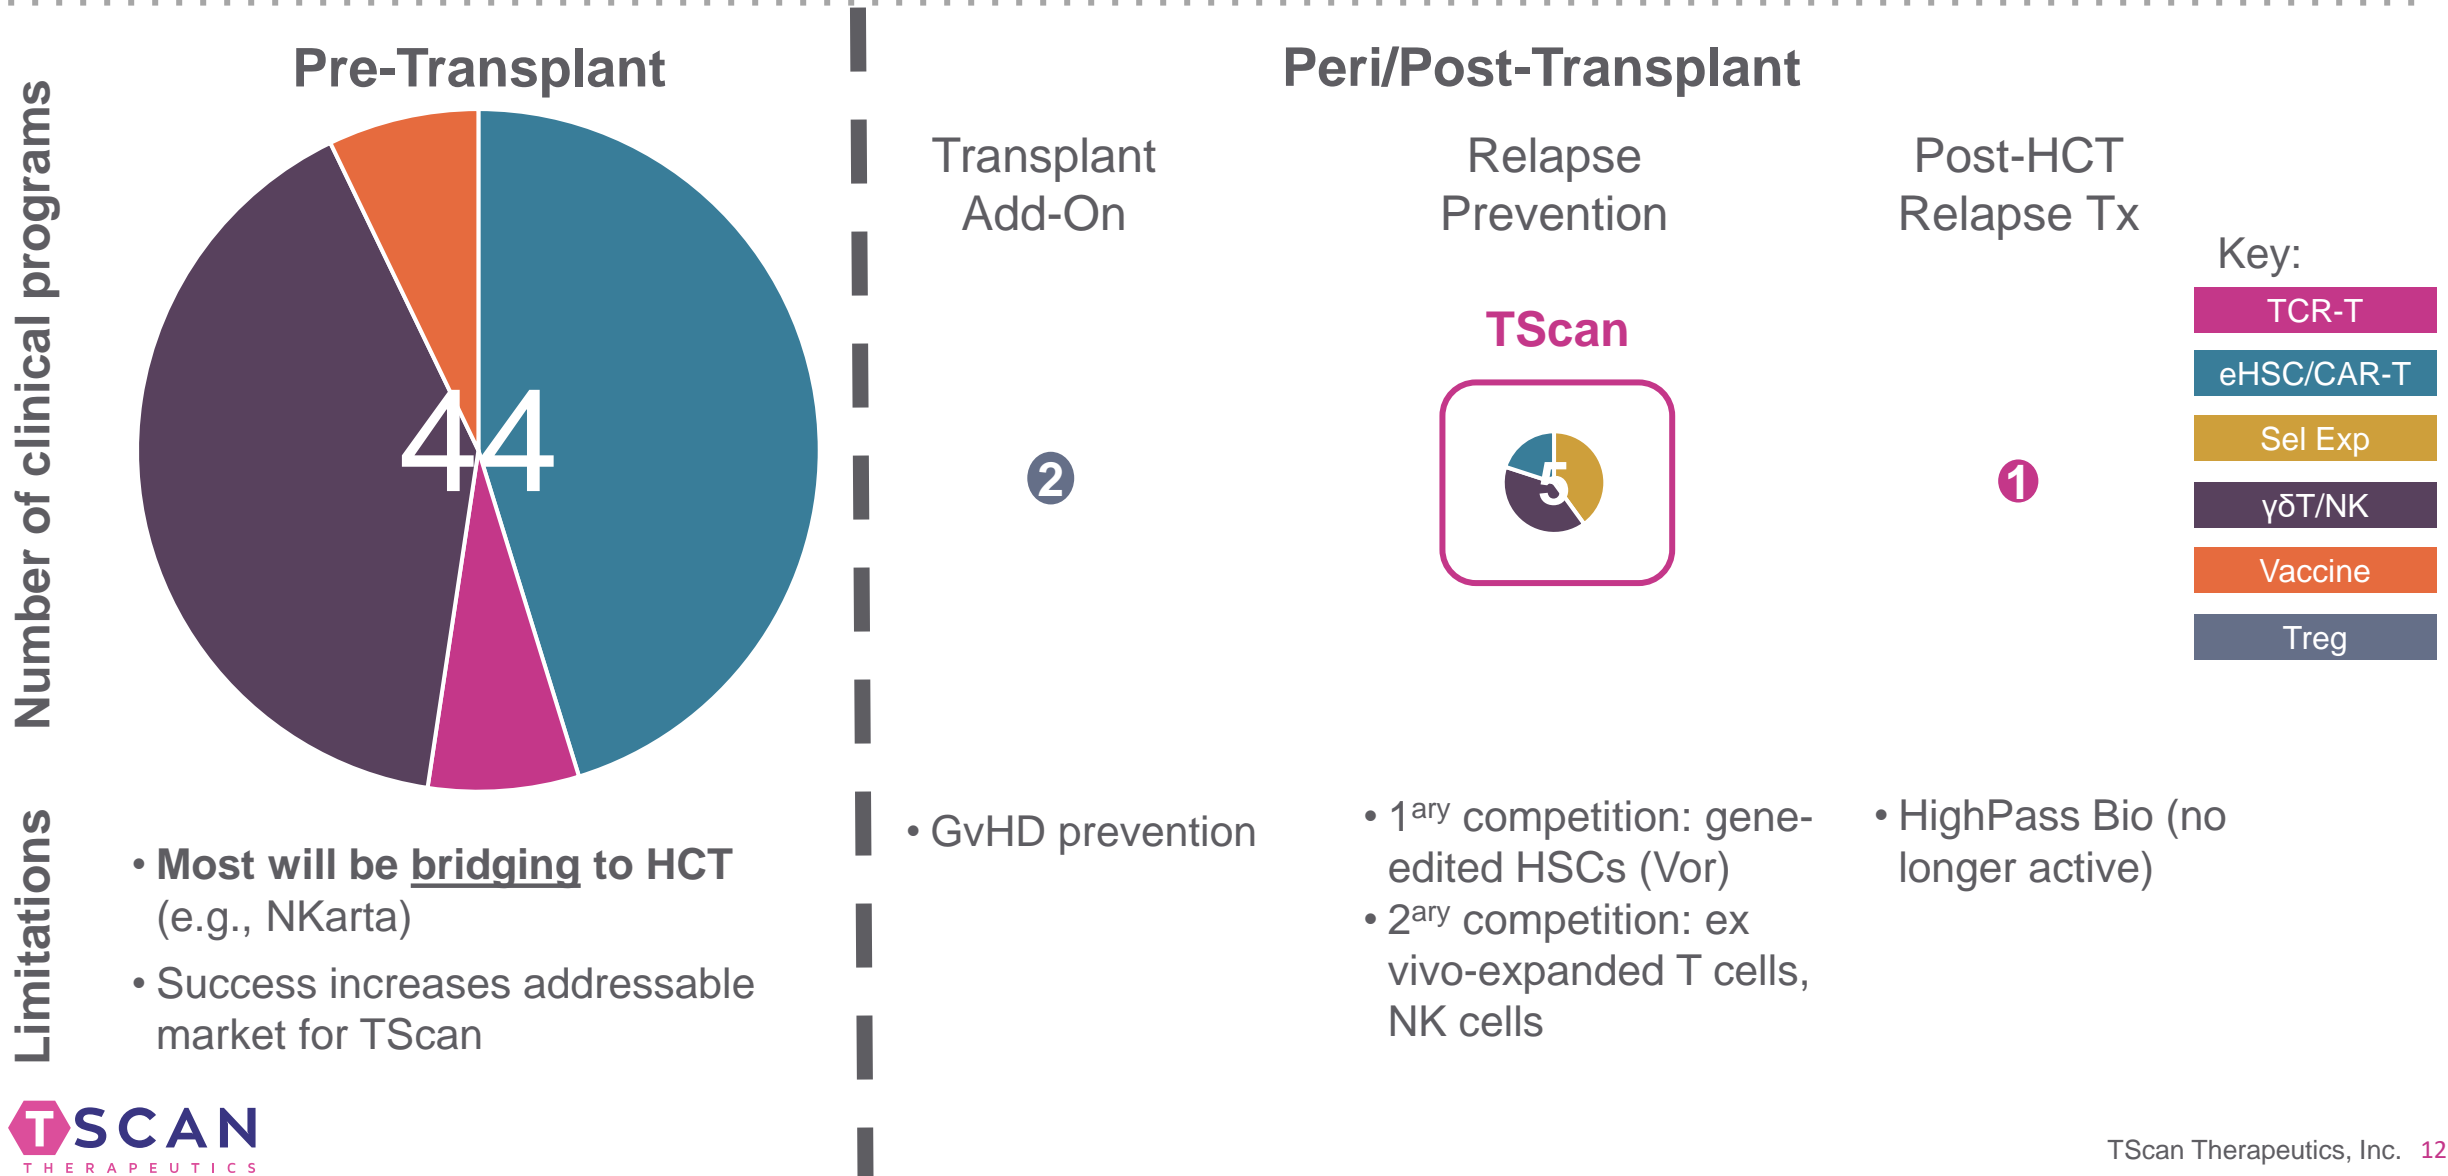 Pre-Transplant
Number of clinical programs
44
Limitations
• Most will be bridging to HCT
(e.g., NKarta)
• Success increases addressable
market for TScan
Peri/Post-Transplant
Transplant
Add-On
2
• GvHD prevention
Relapse
Prevention
TScan
5
• 1ary competition: gene-
edited HSCs (Vor)
• 2ary competition: ex
vivo-expanded T cells,
NK cells
Post-HCT
Relapse Tx
1
• HighPass Bio (no
longer active)
Key:
TCR-T
eHSC/CAR-T
Sel Exp
γδT/NK
Vaccine
Treg
TSCAN
THERAPEUTICS
TScan Therapeutics, Inc. 12